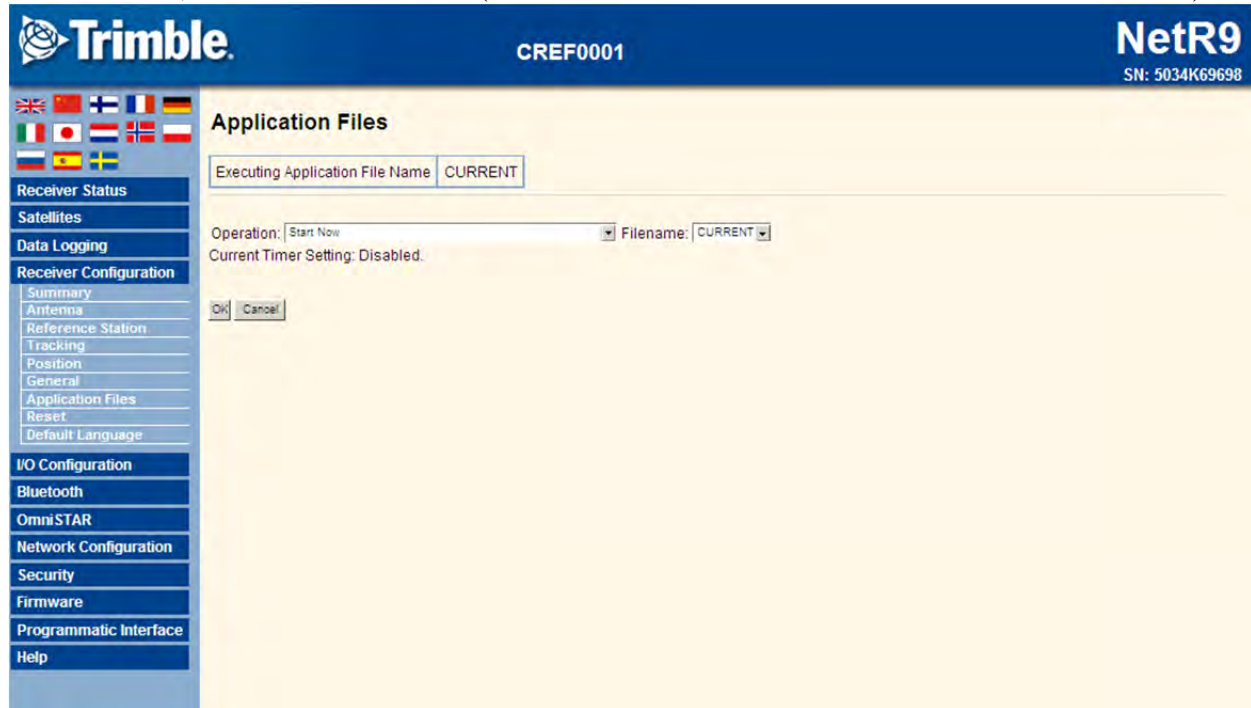 Trimble.
CREF0001
NetR9
SN: 5034K69698
Application Files
Executing Application File Name CURRENT
Operation: Start Now Filename: CURRENT
Current Timer Setting: Disabled.
OK Cancel
Receiver Status
Satellites
Data Logging
Receiver Configuration
Summary
Antenna
Reference Station
Tracking
Position
General
Application Files
Reset
Default Language
I/O Configuration
Bluetooth
OmniSTAR
Network Configuration
Security
Firmware
Programmatic Interface
Help